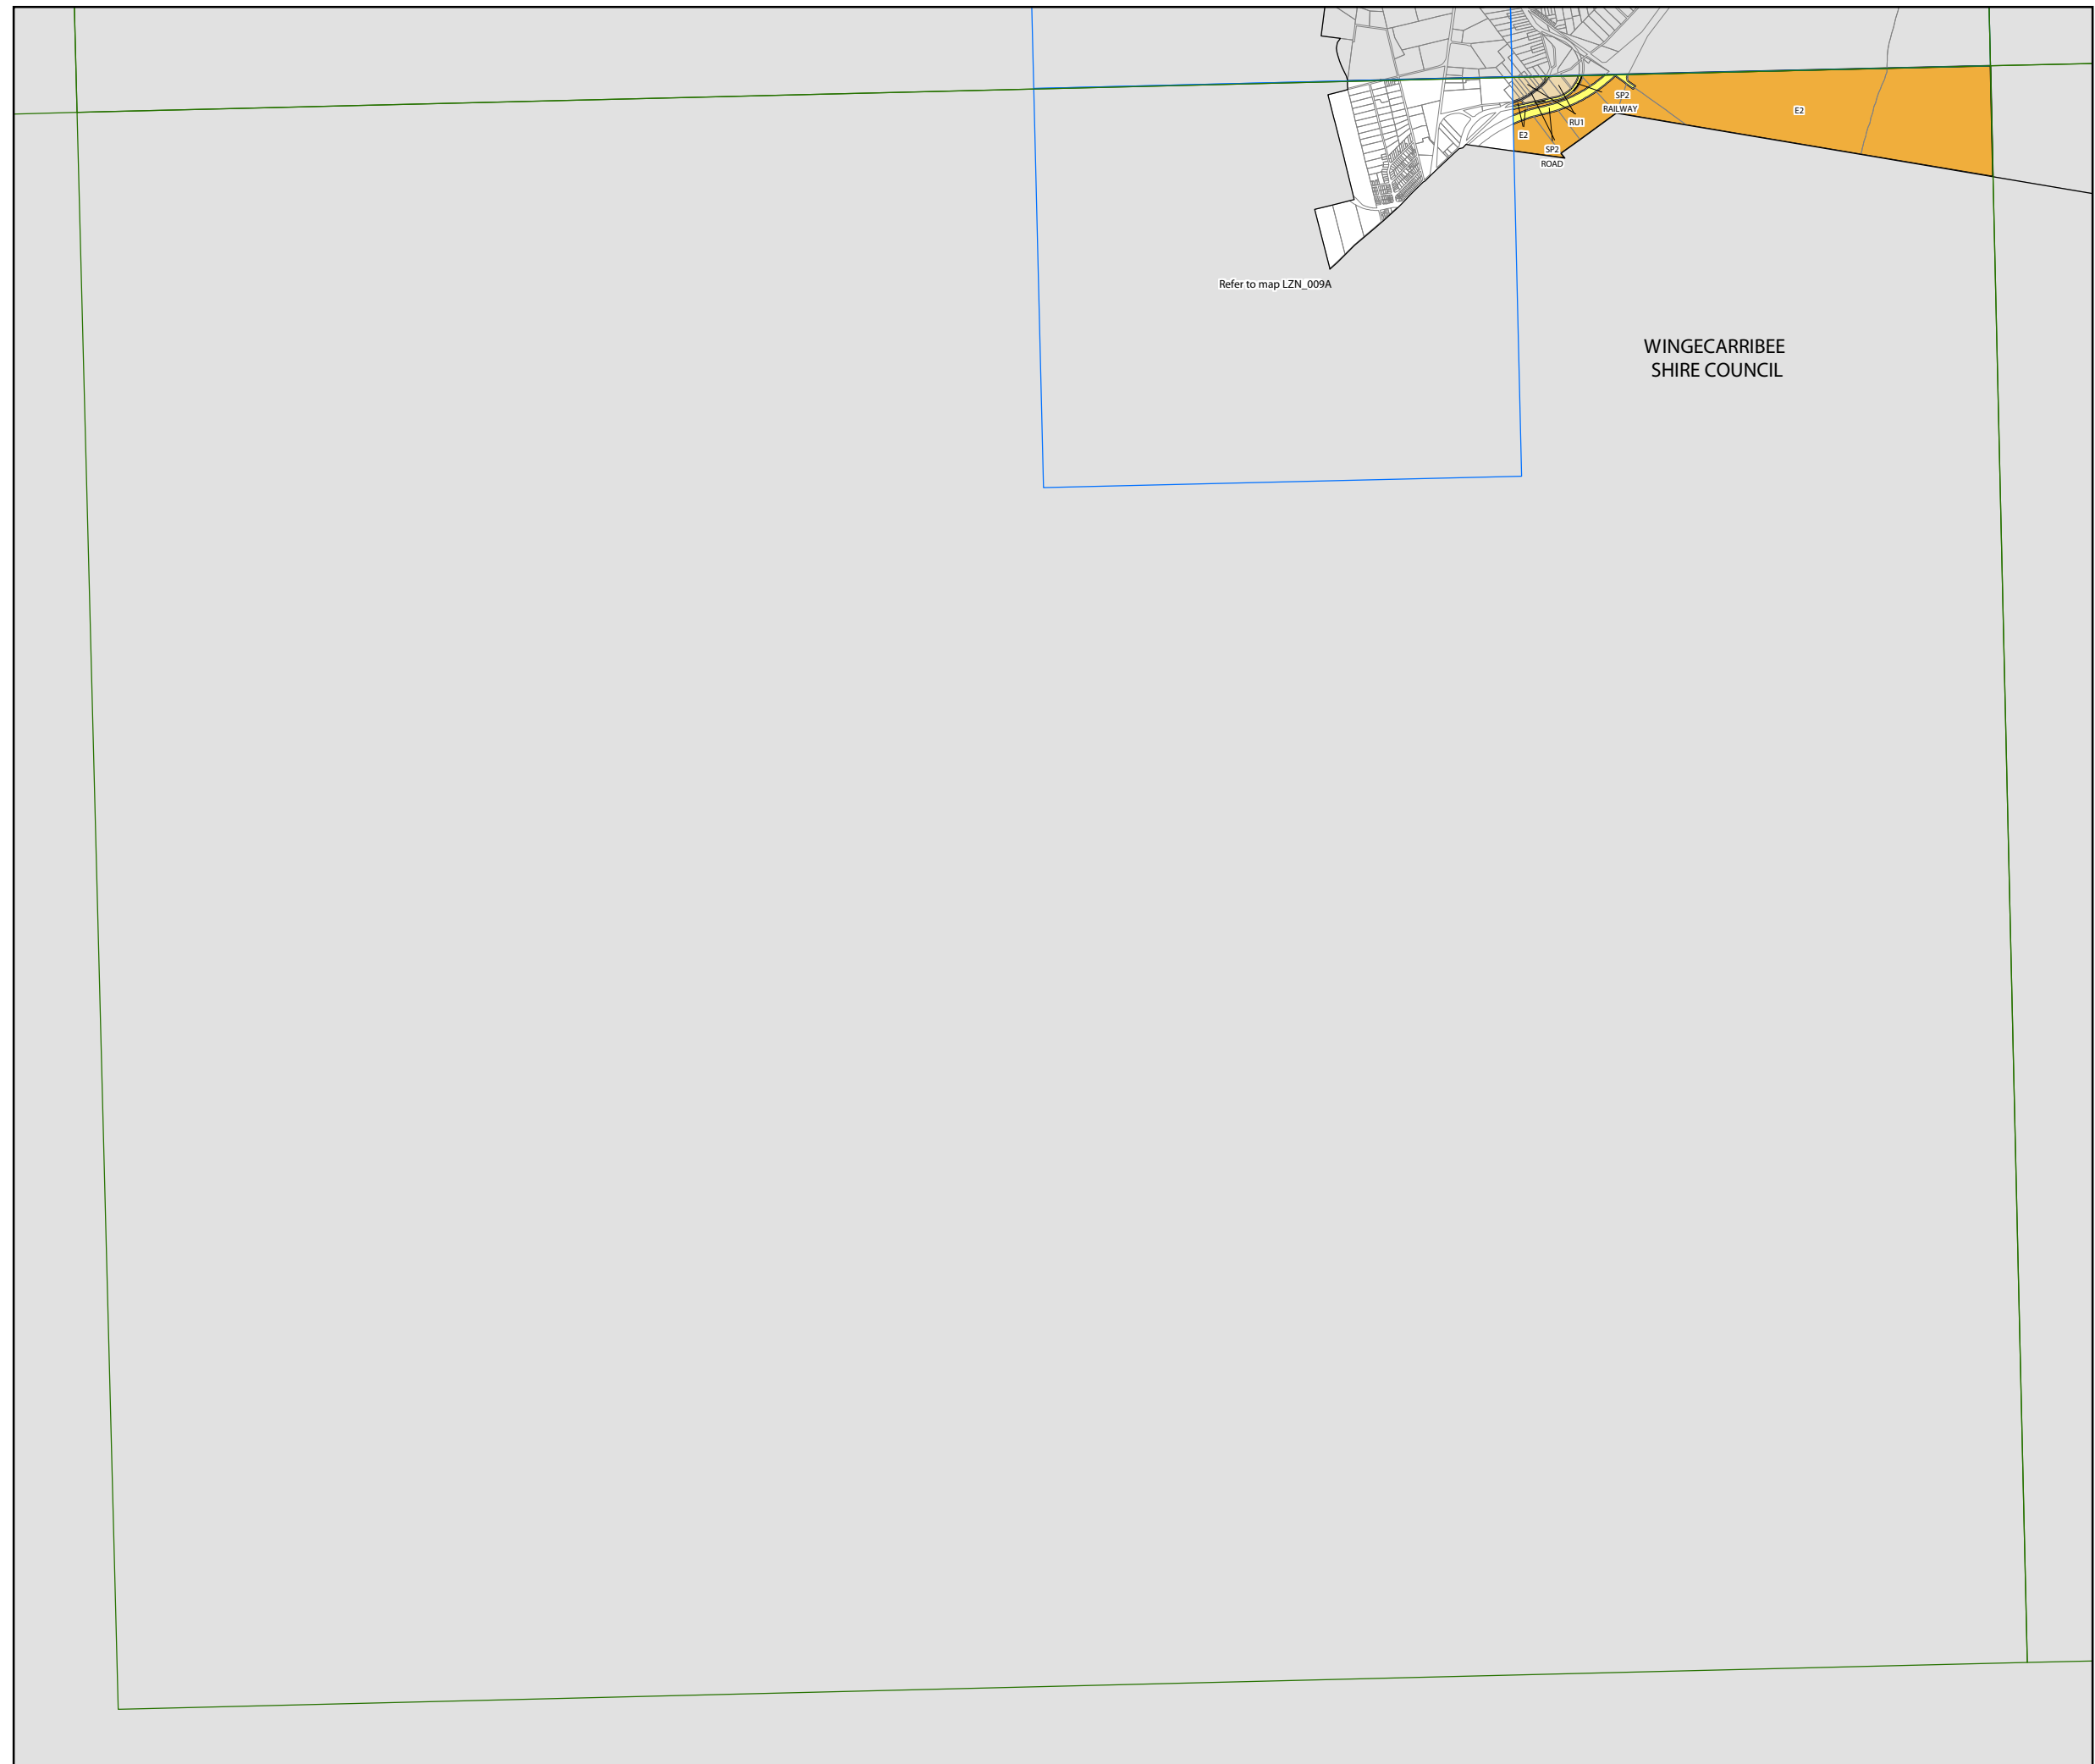 SP2
RAILWAY
E2
RU1
E2
SP2
ROAD
Refer to map LZN_009A
WINGECARRIBEE
SHIRE COUNCIL